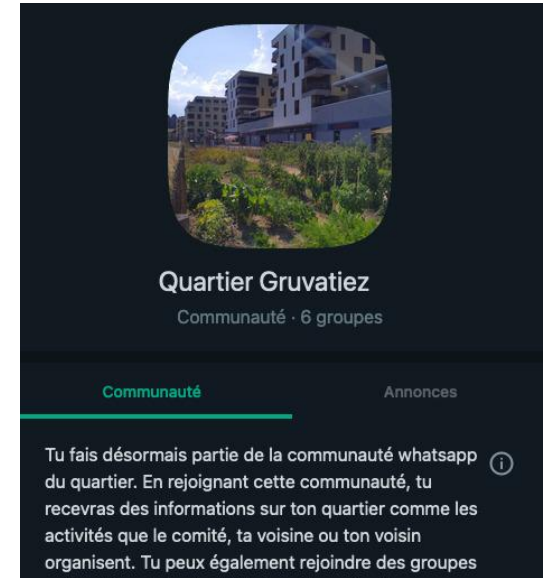 Quartier Gruvatiez
Communauté · 6 groupes
Communauté
Annonces
Tu fais désormais partie de la communauté whatsapp
du quartier. En rejoignant cette communauté, tu
recevras des informations sur ton quartier comme les
activités que le comité, ta voisine ou ton voisin
organisent. Tu peux également rejoindre des groupes